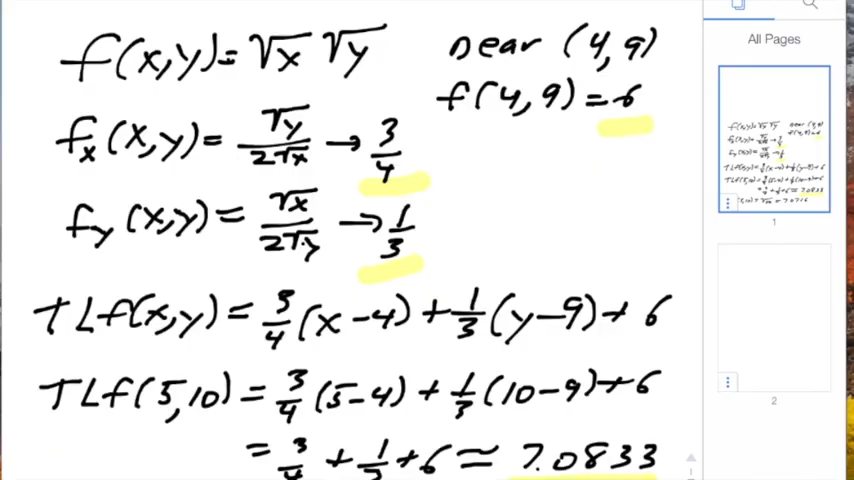 f(x,y)=√x √y near (4,9)
f(4,9)=6
fx(x,y)= √y/2√x → 3/4
fy(x,y)= √x/2√y → 1/3
TLf(x,y)= 3/4(x-4)+1/3(y-9)+6
TLf(5,10)= 3/4(5-4)+1/3(10-9)+6
= 3/4 +1/3+6≈ 7.0833
All Pages
1
2